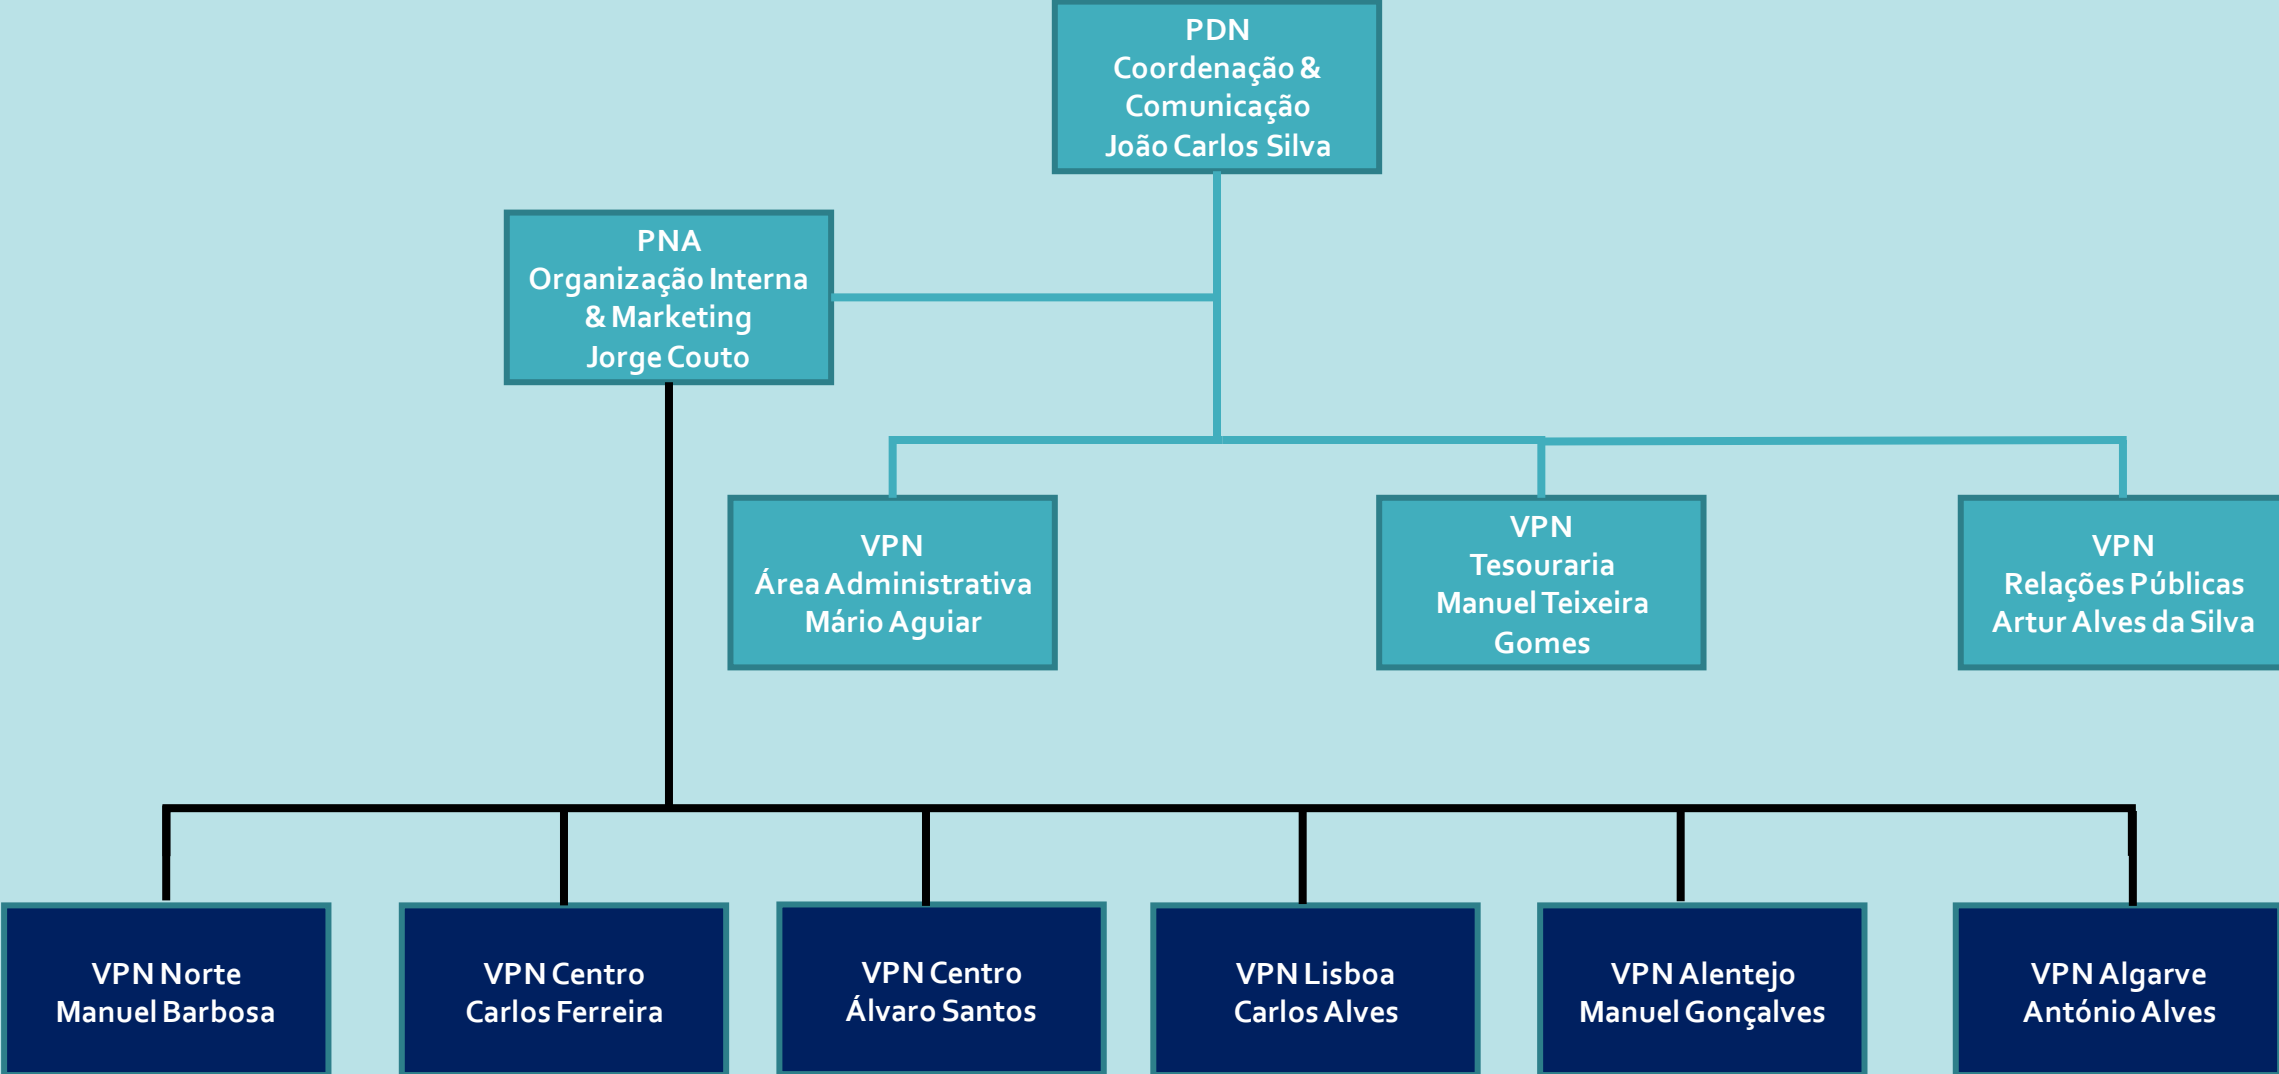 PDN
Coordenação &
Comunicação
João Carlos Silva
PNA
Organização Interna
& Marketing
Jorge Couto
VPN
Área Administrativa
Mário Aguiar
VPN
Tesouraria
Manuel Teixeira
Gomes
VPN
Relações Públicas
Artur Alves da Silva
VPN Norte
Manuel Barbosa
VPN Centro
Carlos Ferreira
VPN Centro
Álvaro Santos
VPN Lisboa
Carlos Alves
VPN Alentejo
Manuel Gonçalves
VPN Algarve
António Alves